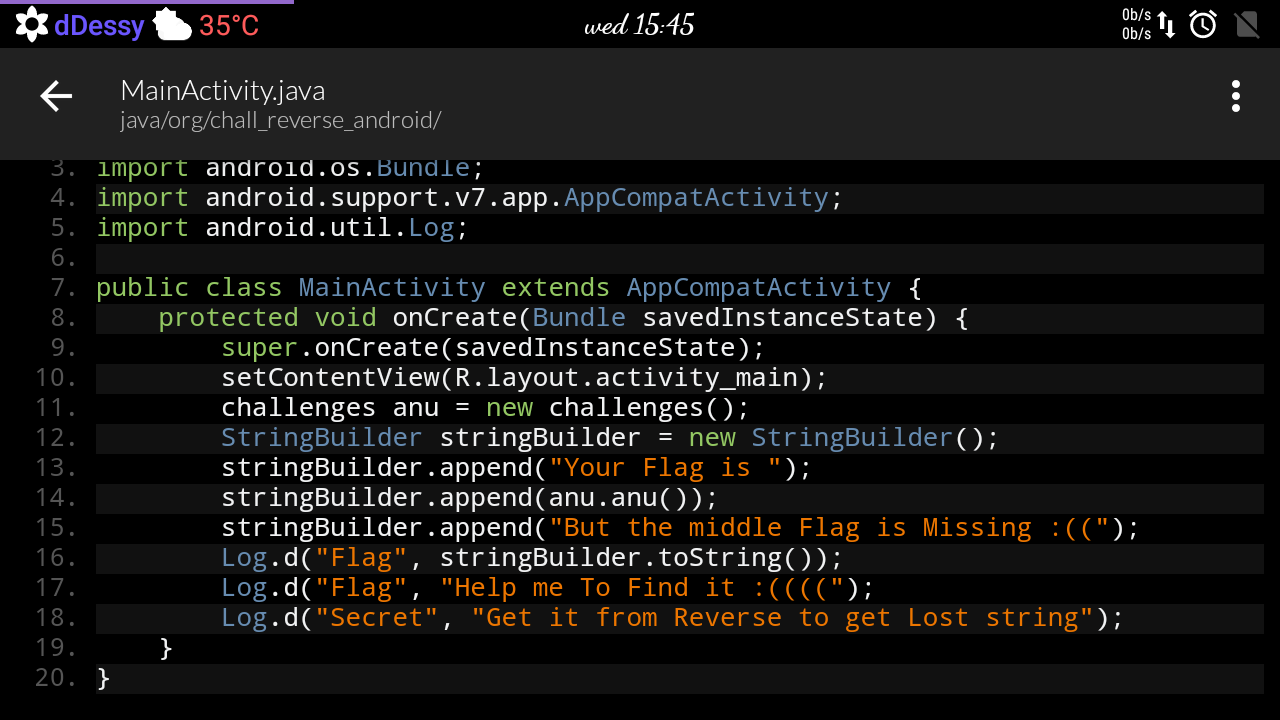 dDessy 35°C wed 15:45 0b/s
0b/s
MainActivity.java
java/org/chall_reverse_android/
3. import android.os.Bundle;
4. import android.support.v7.app.AppCompatActivity;
5. import android.util.Log;
6.
7. public class MainActivity extends AppCompatActivity {
8.     protected void onCreate(Bundle savedInstanceState) {
9.         super.onCreate(savedInstanceState);
10.         setContentView(R.layout.activity_main);
11.         challenges anu = new challenges();
12.         StringBuilder stringBuilder = new StringBuilder();
13.         stringBuilder.append("Your Flag is ");
14.         stringBuilder.append(anu.anu());
15.         stringBuilder.append("But the middle Flag is Missing :((");
16.         Log.d("Flag", stringBuilder.toString());
17.         Log.d("Flag", "Help me To Find it :((((");
18.         Log.d("Secret", "Get it from Reverse to get Lost string");
19.     }
20. }